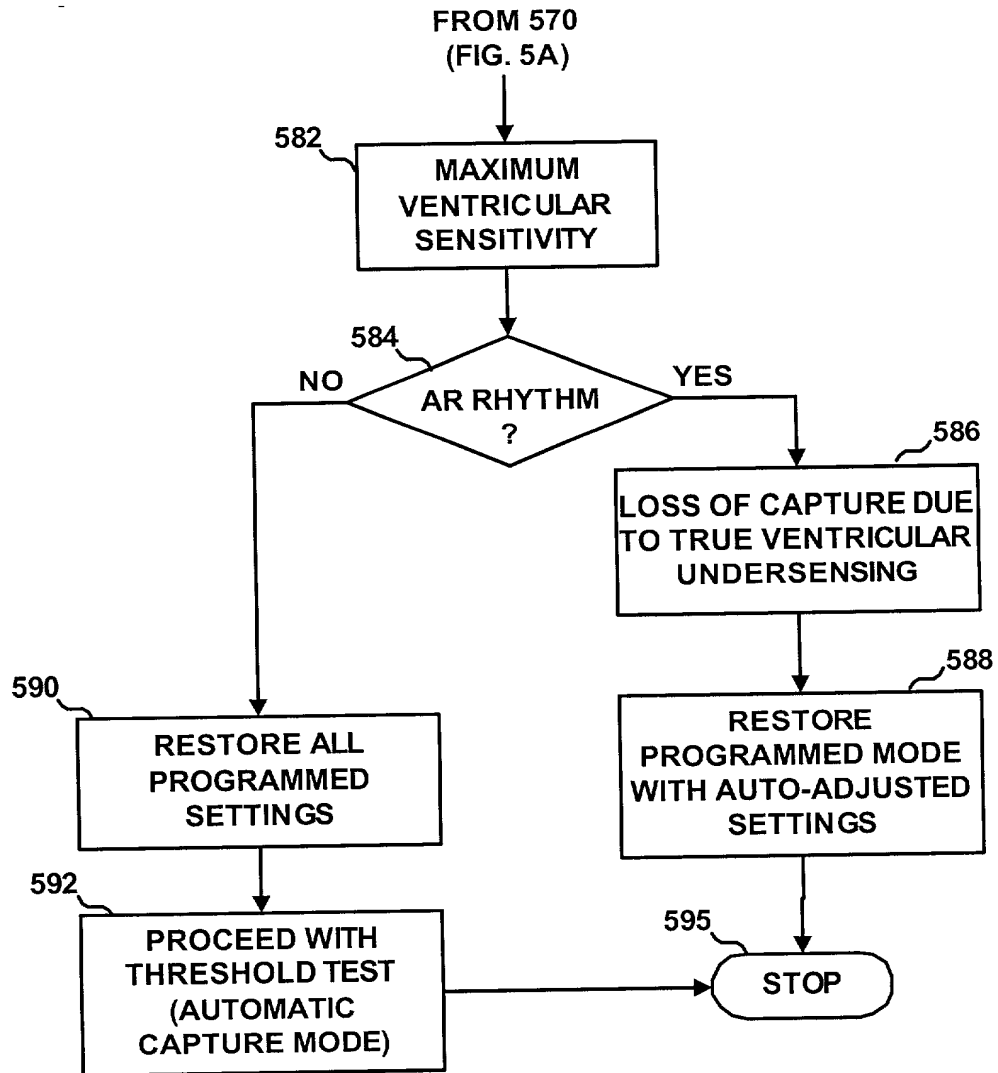 FROM 570
(FIG. 5A)
582
MAXIMUM
VENTRICULAR
SENSITIVITY
584
NO
YES
AR RHYTHM
?
586
LOSS OF CAPTURE DUE
TO TRUE VENTRICULAR
UNDERSENSING
588
590
RESTORE ALL
PROGRAMMED
SETTINGS
RESTORE
PROGRAMMED MODE
WITH AUTO-ADJUSTED
SETTINGS
592
PROCEED WITH
THRESHOLD TEST
(AUTOMATIC
CAPTURE MODE)
595
STOP